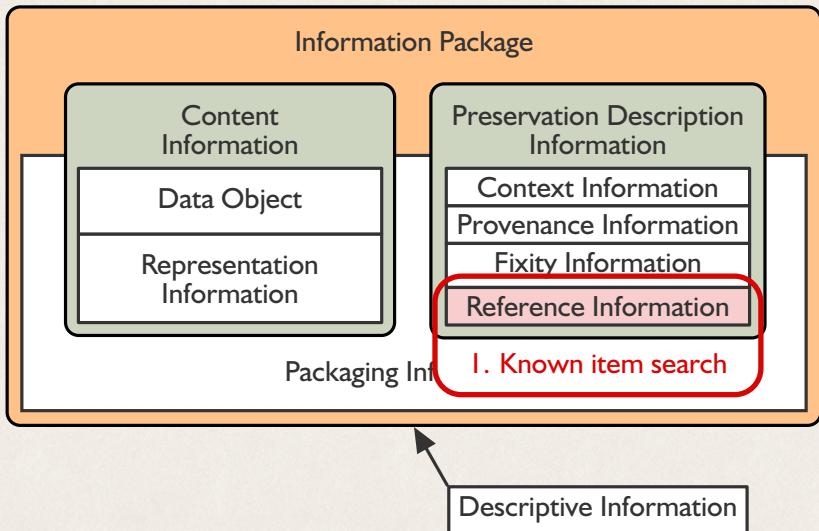 Information Package
Content
Information
Data Object
Representation
Information
Preservation Description
Information
Context Information
Provenance Information
Fixity Information
Reference Information
1. Known item search
Packaging Inf
Descriptive Information